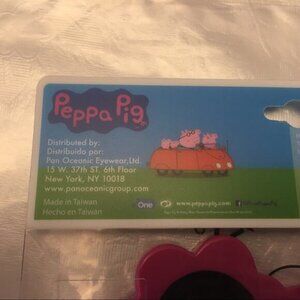 Peppa Pig
Distributed by:
Distribuido por:
Pan Oceanic Eyewear, Ltd.
15 W. 37th ST. 6th Floor
New York, NY 10018
www.panoceanicgroup.com
Made in Taiwan
Hecho en Taiwán
One
www.peppapig.com